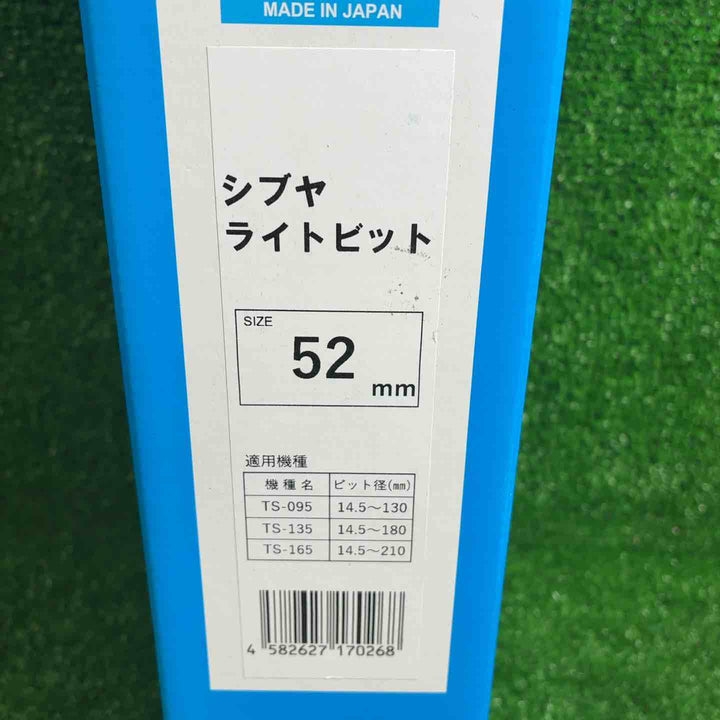 MADE IN JAPAN
シブヤ
ライトビット
SIZE
52 mm
適用機種
機種名 ビット径(㎜)
TS-095 14.5～130
TS-135 14.5～180
TS-165 14.5～210
4 582627 170268